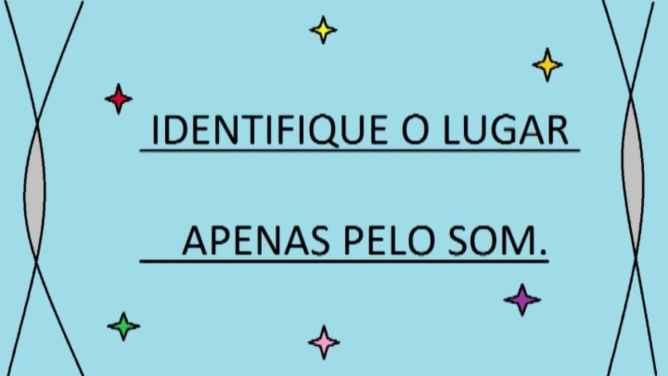 IDENTIFIQUE O LUGAR
APENAS PELO SOM.